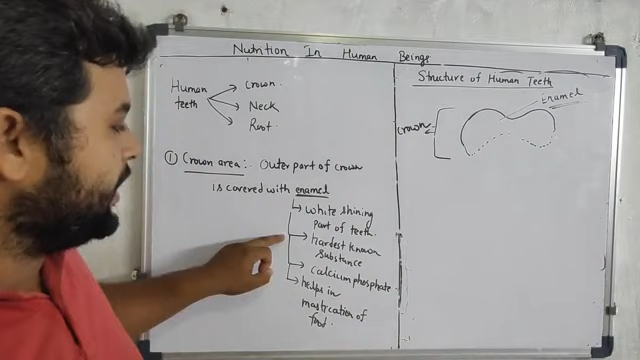 Nutrition In Human Beings
Human teeth
Crown.
Neck
Root
① Crown area:- Outer part of crown
is covered with enamel
white shining
part of teeth.
hardest known
substance
calcium phosphate
helps in
mastication of
food.
Structure of Human Teeth
Enamel
crown